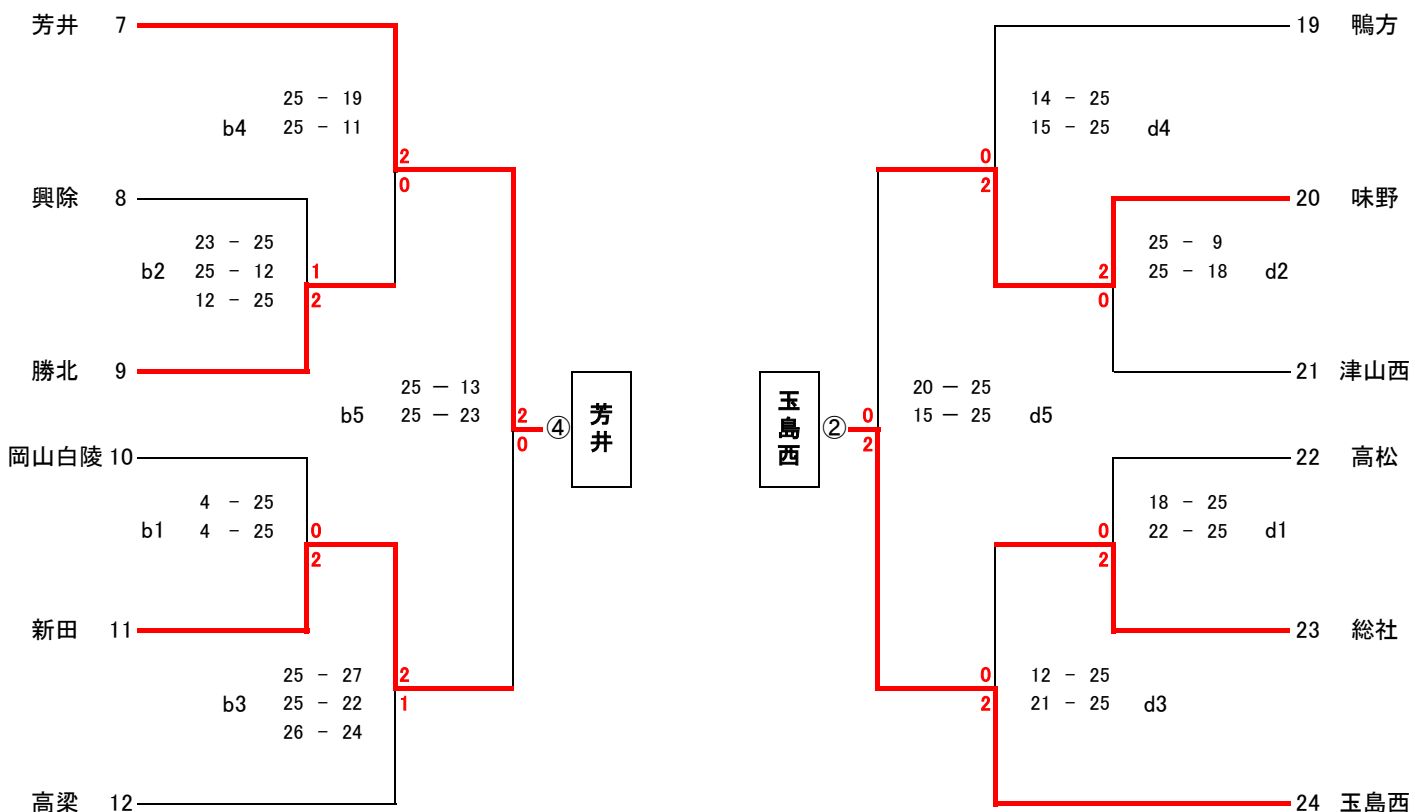 芳井 7
25 - 19
b4 25 - 11
2
0
興除 8
23 - 25
b2 25 - 12
12 - 25
1
2
勝北 9
25 － 13
b5 25 － 23
2
0
④
芳井
岡山白陵 10
4 - 25
b1 4 - 25
0
2
新田 11
25 - 27
b3 25 - 22
26 - 24
2
1
高梁 12
19 鴨方
14 - 25
15 - 25 d4
0
2
20 味野
25 - 9
25 - 18 d2
2
0
21 津山西
玉島西
②
0
2
20 － 25
15 － 25 d5
22 高松
18 - 25
22 - 25 d1
0
2
23 総社
12 - 25
21 - 25 d3
0
2
24 玉島西